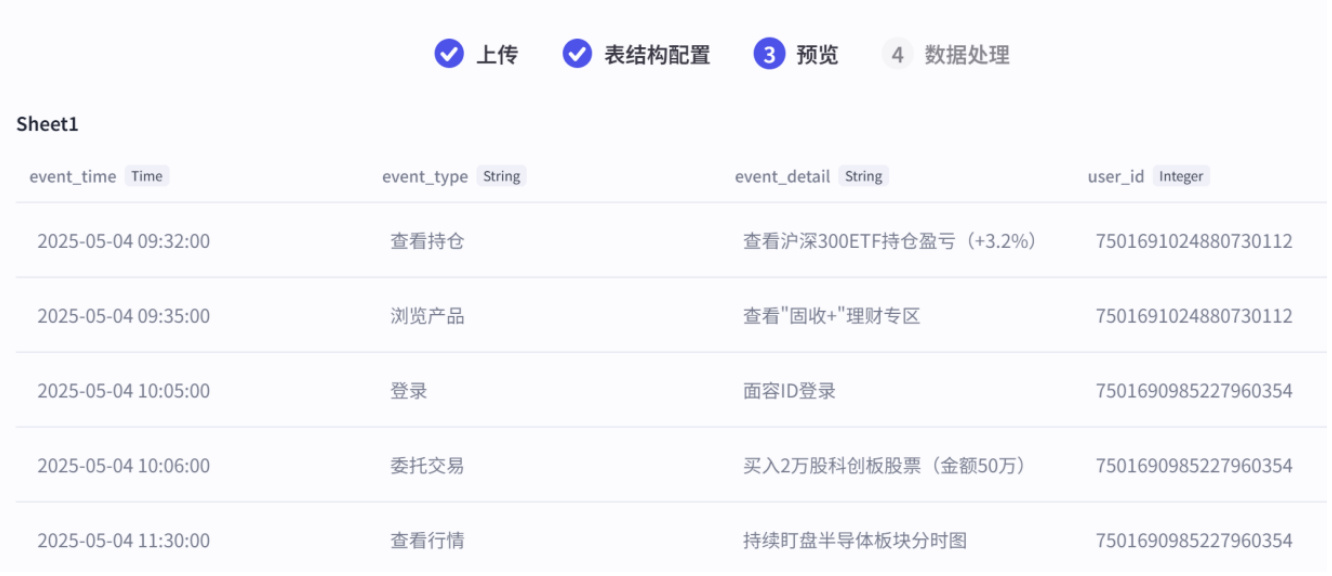 上传 表结构配置 3 预览 4 数据处理
Sheet1
event_time Time event_type String event_detail String user_id Integer
2025-05-04 09:32:00 查看持仓 查看沪深300ETF持仓盈亏（+3.2%） 7501691024880730112
2025-05-04 09:35:00 浏览产品 查看"固收+"理财专区 7501691024880730112
2025-05-04 10:05:00 登录 面容ID登录 7501690985227960354
2025-05-04 10:06:00 委托交易 买入2万股科创板股票（金额50万） 7501690985227960354
2025-05-04 11:30:00 查看行情 持续盯盘半导体板块分时图 7501690985227960354